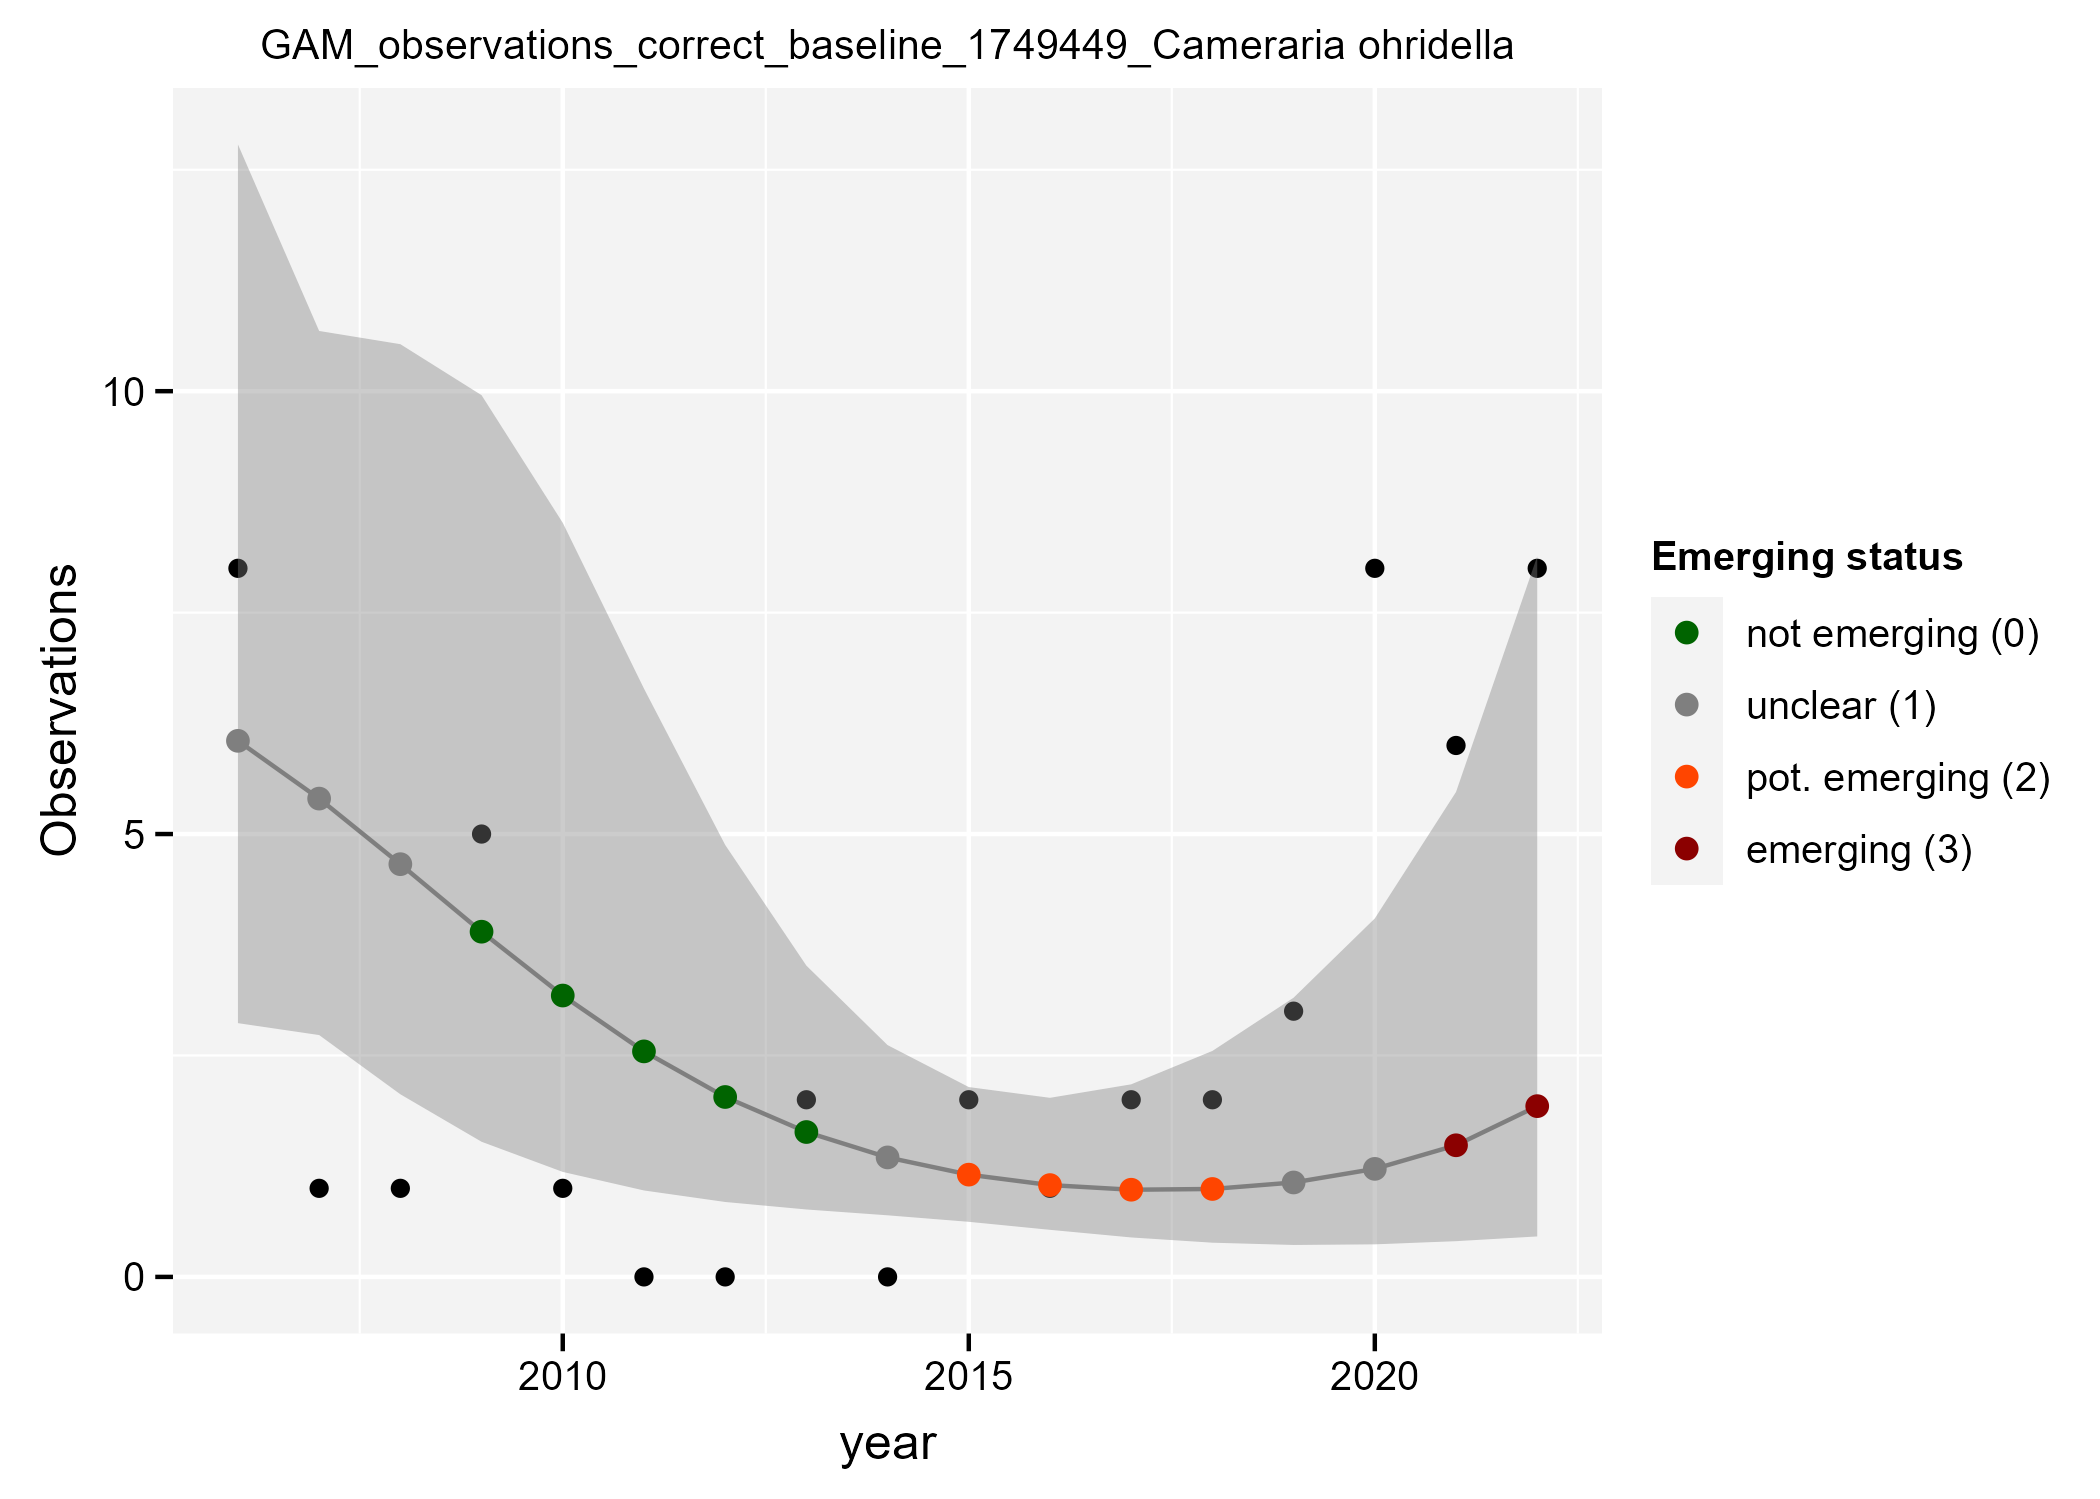 GAM_observations_correct_baseline_1749449_Cameraria ohridella
Observations
10
5
0
2010
2015
2020
year
Emerging status
not emerging (0)
unclear (1)
pot. emerging (2)
emerging (3)